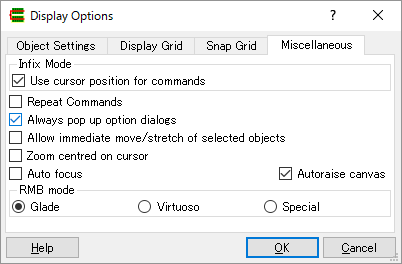 Display Options
Object Settings Display Grid Snap Grid Miscellaneous
Infix Mode
Use cursor position for commands
Repeat Commands
Always pop up option dialogs
Allow immediate move/stretch of selected objects
Zoom centred on cursor
Auto focus Autoraise canvas
RMB mode
Glade Virtuoso Special
Help OK Cancel